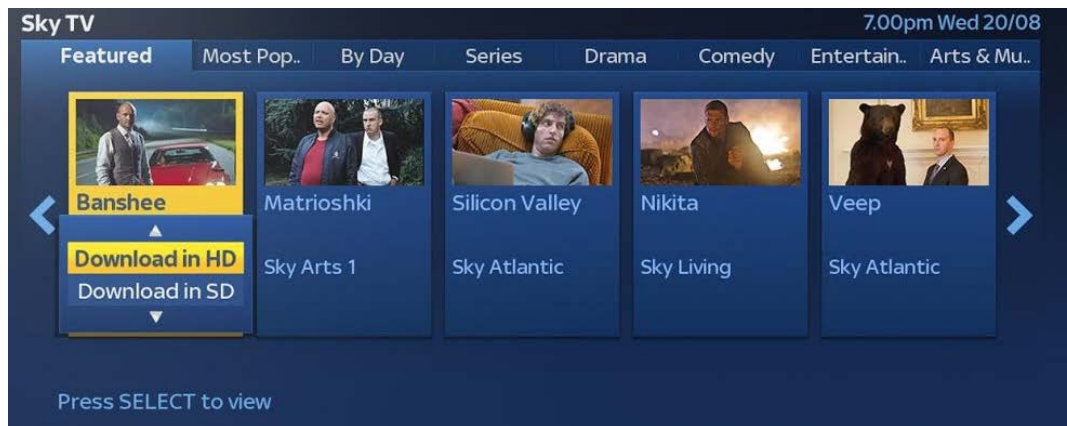 Sky TV
7.00pm Wed 20/08
Featured
Most Pop..
By Day
Series
Drama
Comedy
Entertain..
Arts & Mu..
Banshee
Download in HD
Download in SD
Matrioshki
Sky Arts 1
Silicon Valley
Sky Atlantic
Nikita
Sky Living
Veep
Sky Atlantic
Press SELECT to view